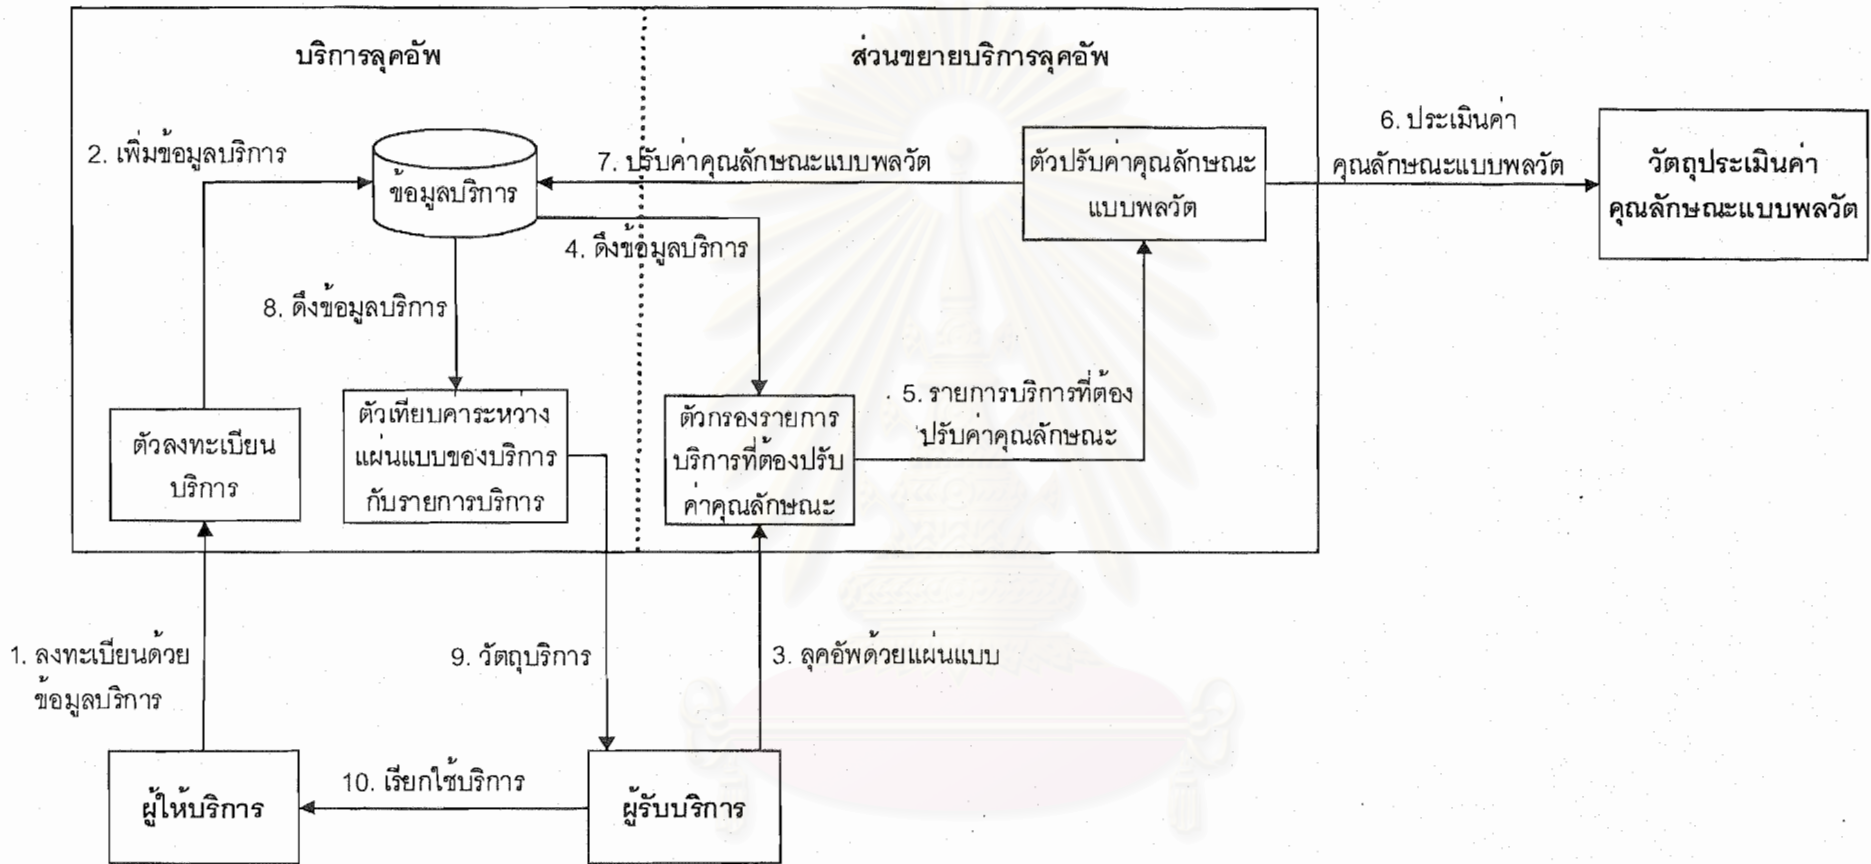 บริการลุคอัพ
ส่วนขยายบริการลุคอัพ
2. เพิ่มข้อมูลบริการ
ข้อมูลบริการ
7. ปรับค่าคุณลักษณะแบบพลวัต
ตัวปรับค่าคุณลักษณะ
แบบพลวัต
6. ประเมินค่า
คุณลักษณะแบบพลวัต
วัตถุประเมินค่า
คุณลักษณะแบบพลวัต
4. ดึงข้อมูลบริการ
8. ดึงข้อมูลบริการ
ตัวลงทะเบียน
บริการ
ตัวเทียบคาระหว่าง
แผ่นแบบของบริการ
กับรายการบริการ
ตัวกรองรายการ
บริการที่ต้องปรับ
ค่าคุณลักษณะ
5. รายการบริการที่ต้อง
ปรับค่าคุณลักษณะ
1. ลงทะเบียนด้วย
ข้อมูลบริการ
9. วัตถุบริการ
3. ลุคอัพด้วยแผ่นแบบ
ผู้ให้บริการ
10. เรียกใช้บริการ
ผู้รับบริการ